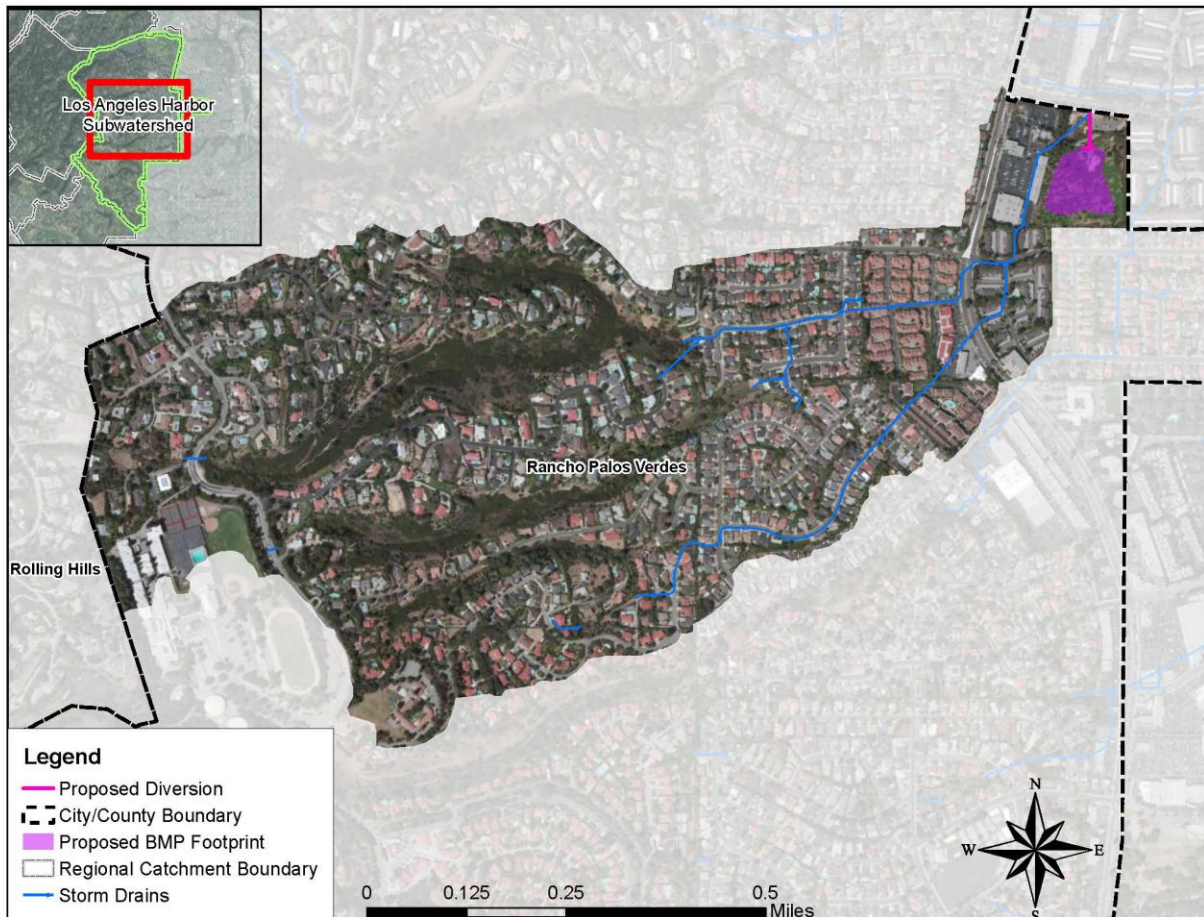 Los Angeles Harbor
Subwatershed
Rancho Palos Verdes
Rolling Hills
Legend
Proposed Diversion
City/County Boundary
Proposed BMP Footprint
Regional Catchment Boundary
Storm Drains
0 0.125 0.25 0.5
Miles
N
W E
S